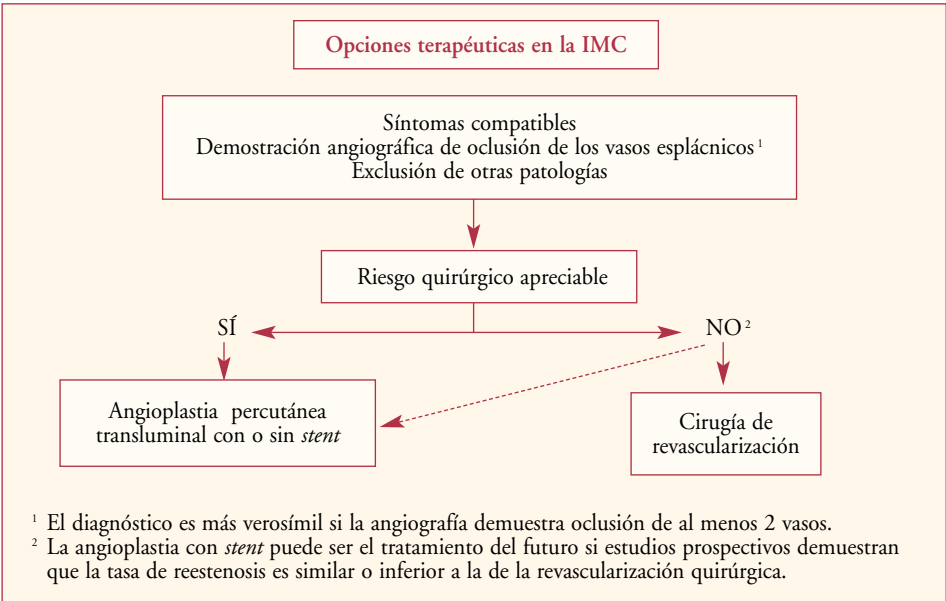 Opciones terapéuticas en la IMC
Síntomas compatibles
Demostración angiográfica de oclusión de los vasos esplácnicos ¹
Exclusión de otras patologías
Riesgo quirúrgico apreciable
SÍ
NO ²
Angioplastia percutánea
transluminal con o sin stent
Cirugía de
revascularización
¹ El diagnóstico es más verosímil si la angiografía demuestra oclusión de al menos 2 vasos.
² La angioplastia con stent puede ser el tratamiento del futuro si estudios prospectivos demuestran
que la tasa de reestenosis es similar o inferior a la de la revascularización quirúrgica.